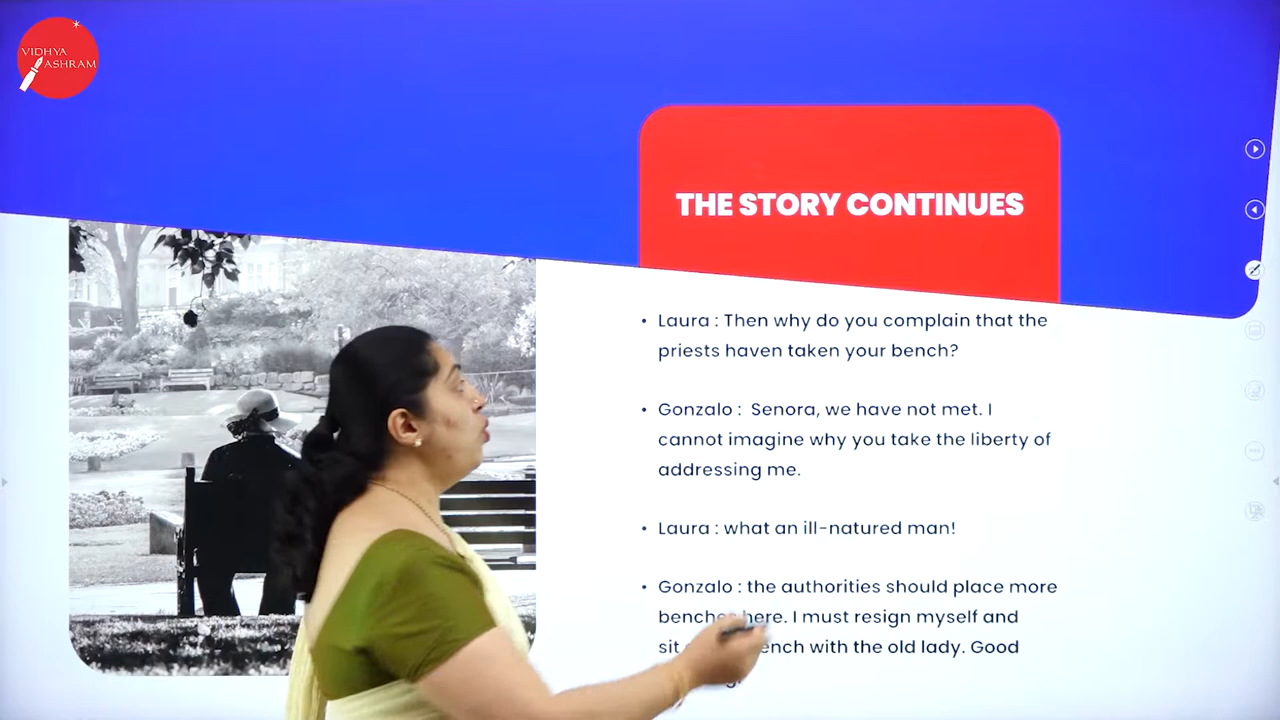 VIDHYA
ASHRAM
THE STORY CONTINUES
• Laura : Then why do you complain that the
priests haven taken your bench?
• Gonzalo : Senora, we have not met. I
cannot imagine why you take the liberty of
addressing me.
• Laura : what an ill-natured man!
• Gonzalo : the authorities should place more
here. I must resign myself and
sit with the old lady. Good